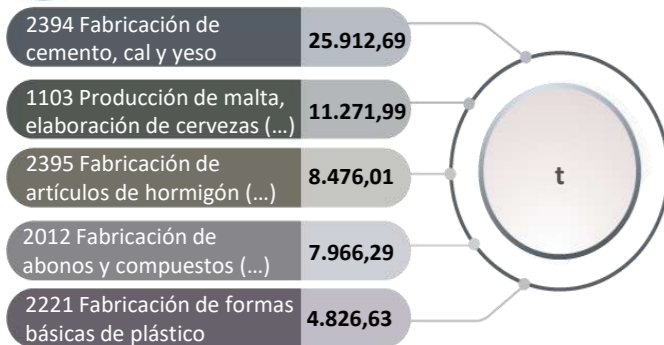 2394 Fabricación de
cemento, cal y yeso
25.912,69
1103 Producción de malta,
elaboración de cervezas (...)
11.271,99
2395 Fabricación de
artículos de hormigón (...)
8.476,01
2012 Fabricación de
abonos y compuestos (...)
7.966,29
2221 Fabricación de formas
básicas de plástico
4.826,63
t